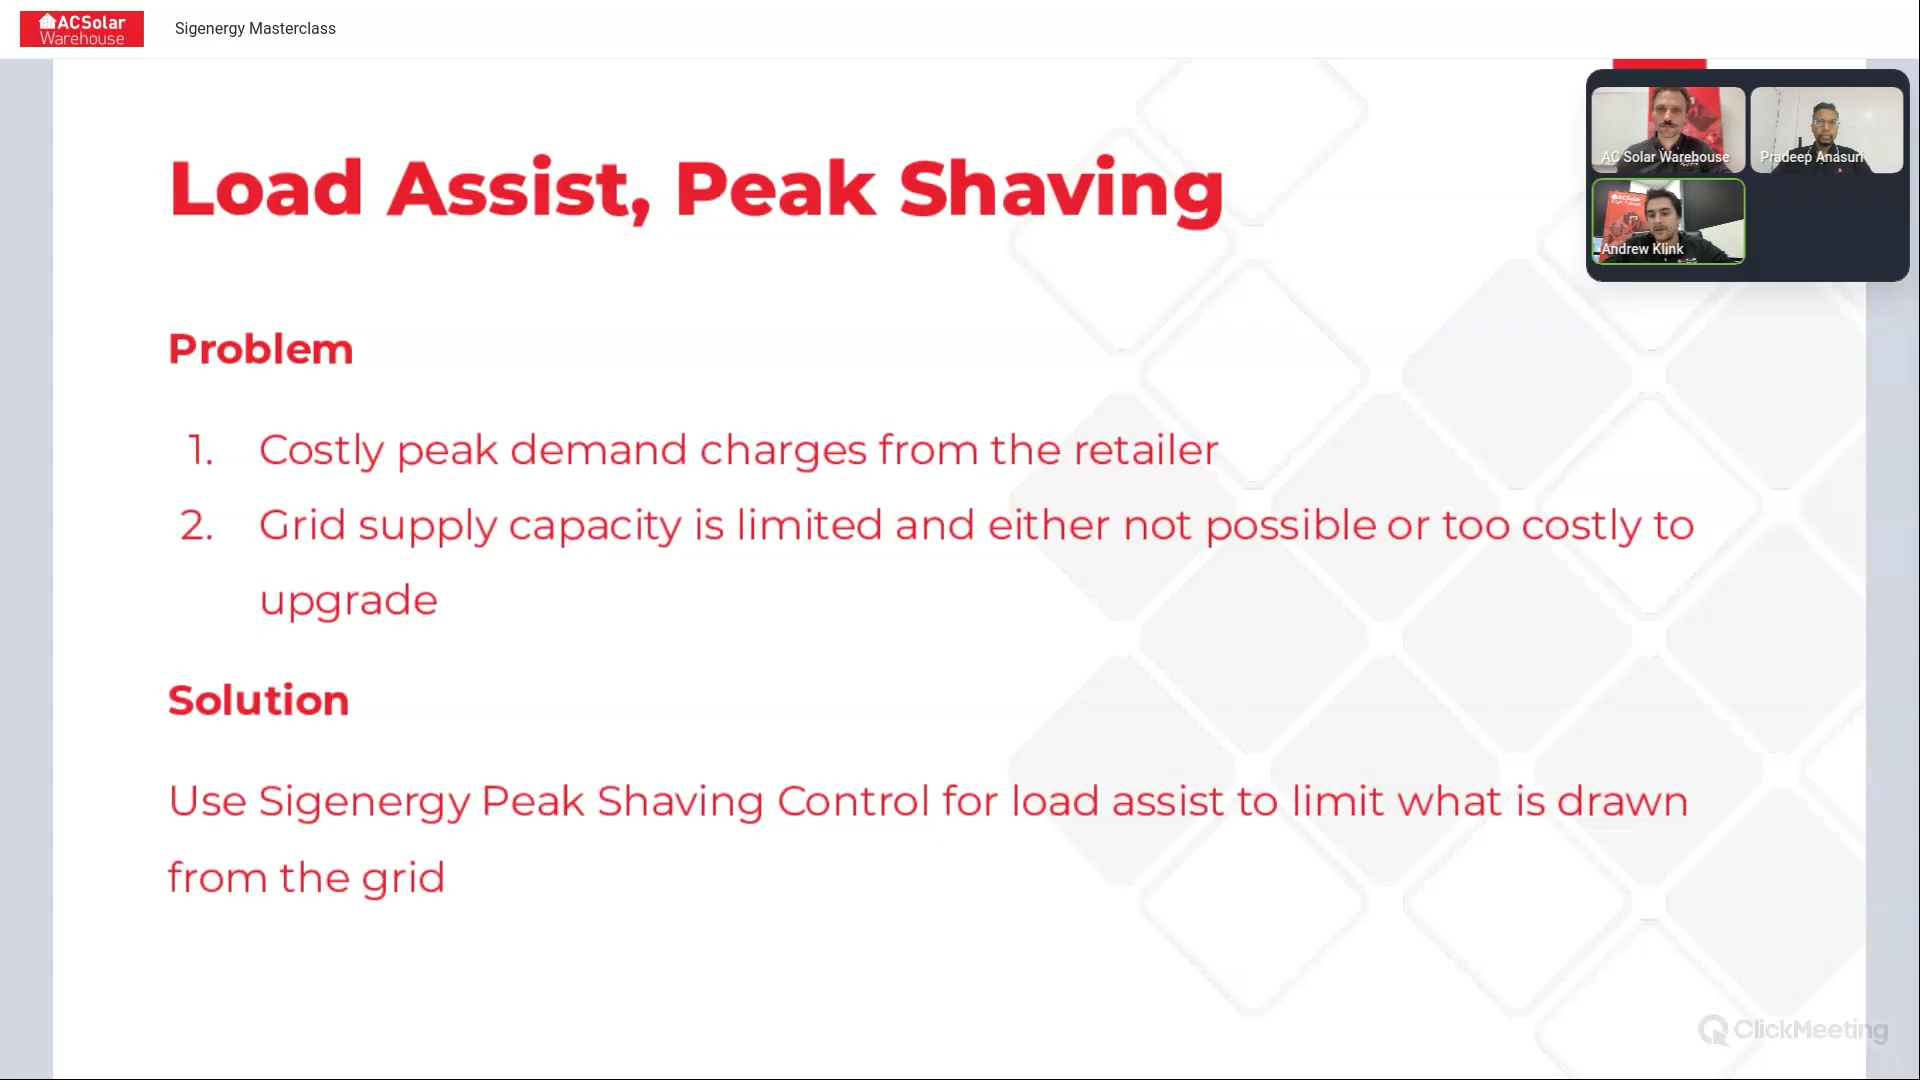 ACSolar
Warehouse
Sigenergy Masterclass
AC Solar Warehouse
Pradeep Anasuri
Andrew Klink
Load Assist, Peak Shaving
Problem
1. Costly peak demand charges from the retailer
2. Grid supply capacity is limited and either not possible or too costly to
upgrade
Solution
Use Sigenergy Peak Shaving Control for load assist to limit what is drawn
from the grid
ClickMeeting